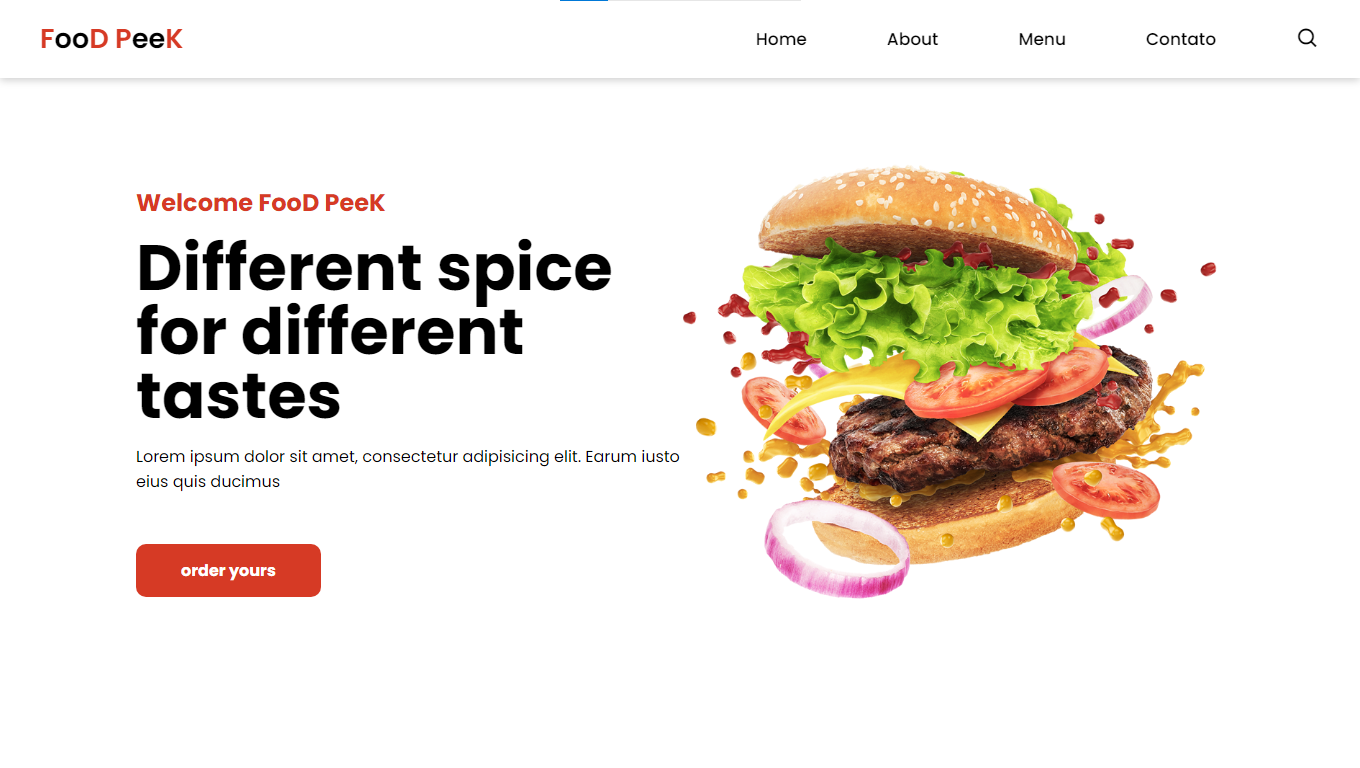 FooD PeeK
Home
About
Menu
Contato
Welcome FooD PeeK
Different spice
for different
tastes
Lorem ipsum dolor sit amet, consectetur adipisicing elit. Earum iusto
eius quis ducimus
order yours